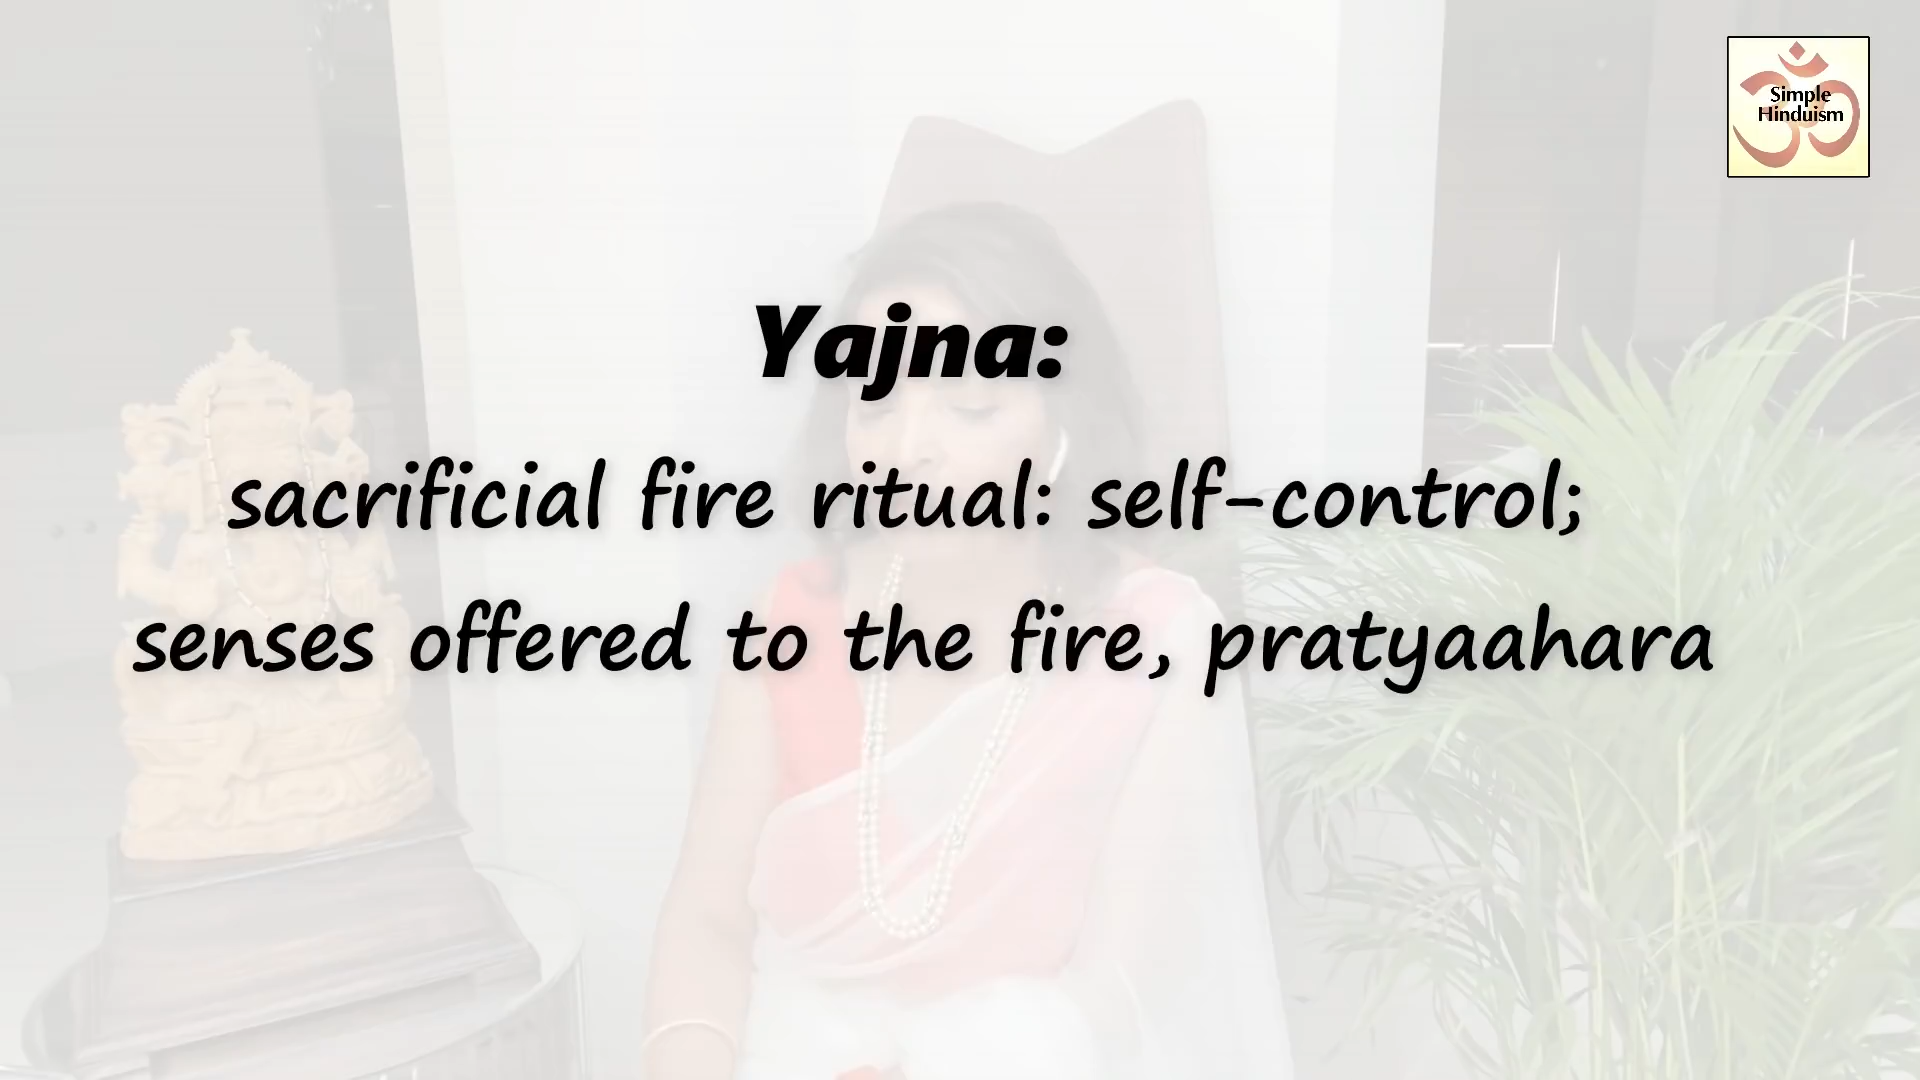 Simple
Hinduism
Yajna:
sacrificial fire ritual: self-control;
senses offered to the fire, pratyaahara